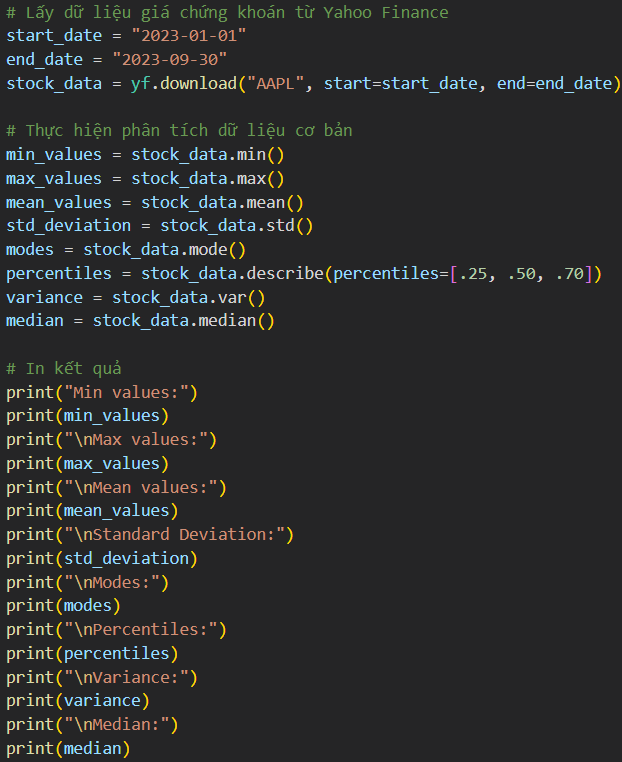 # Lấy dữ liệu giá chứng khoán từ Yahoo Finance
start_date = "2023-01-01"
end_date = "2023-09-30"
stock_data = yf.download("AAPL", start=start_date, end=end_date)
# Thực hiện phân tích dữ liệu cơ bản
min_values = stock_data.min()
max_values = stock_data.max()
mean_values = stock_data.mean()
std_deviation = stock_data.std()
modes = stock_data.mode()
percentiles = stock_data.describe(percentiles=[.25, .50, .70])
variance = stock_data.var()
median = stock_data.median()
# In kết quả
print("Min values:")
print(min_values)
print("\nMax values:")
print(max_values)
print("\nMean values:")
print(mean_values)
print("\nStandard Deviation:")
print(std_deviation)
print("\nModes:")
print(modes)
print("\nPercentiles:")
print(percentiles)
print("\nVariance:")
print(variance)
print("\nMedian:")
print(median)